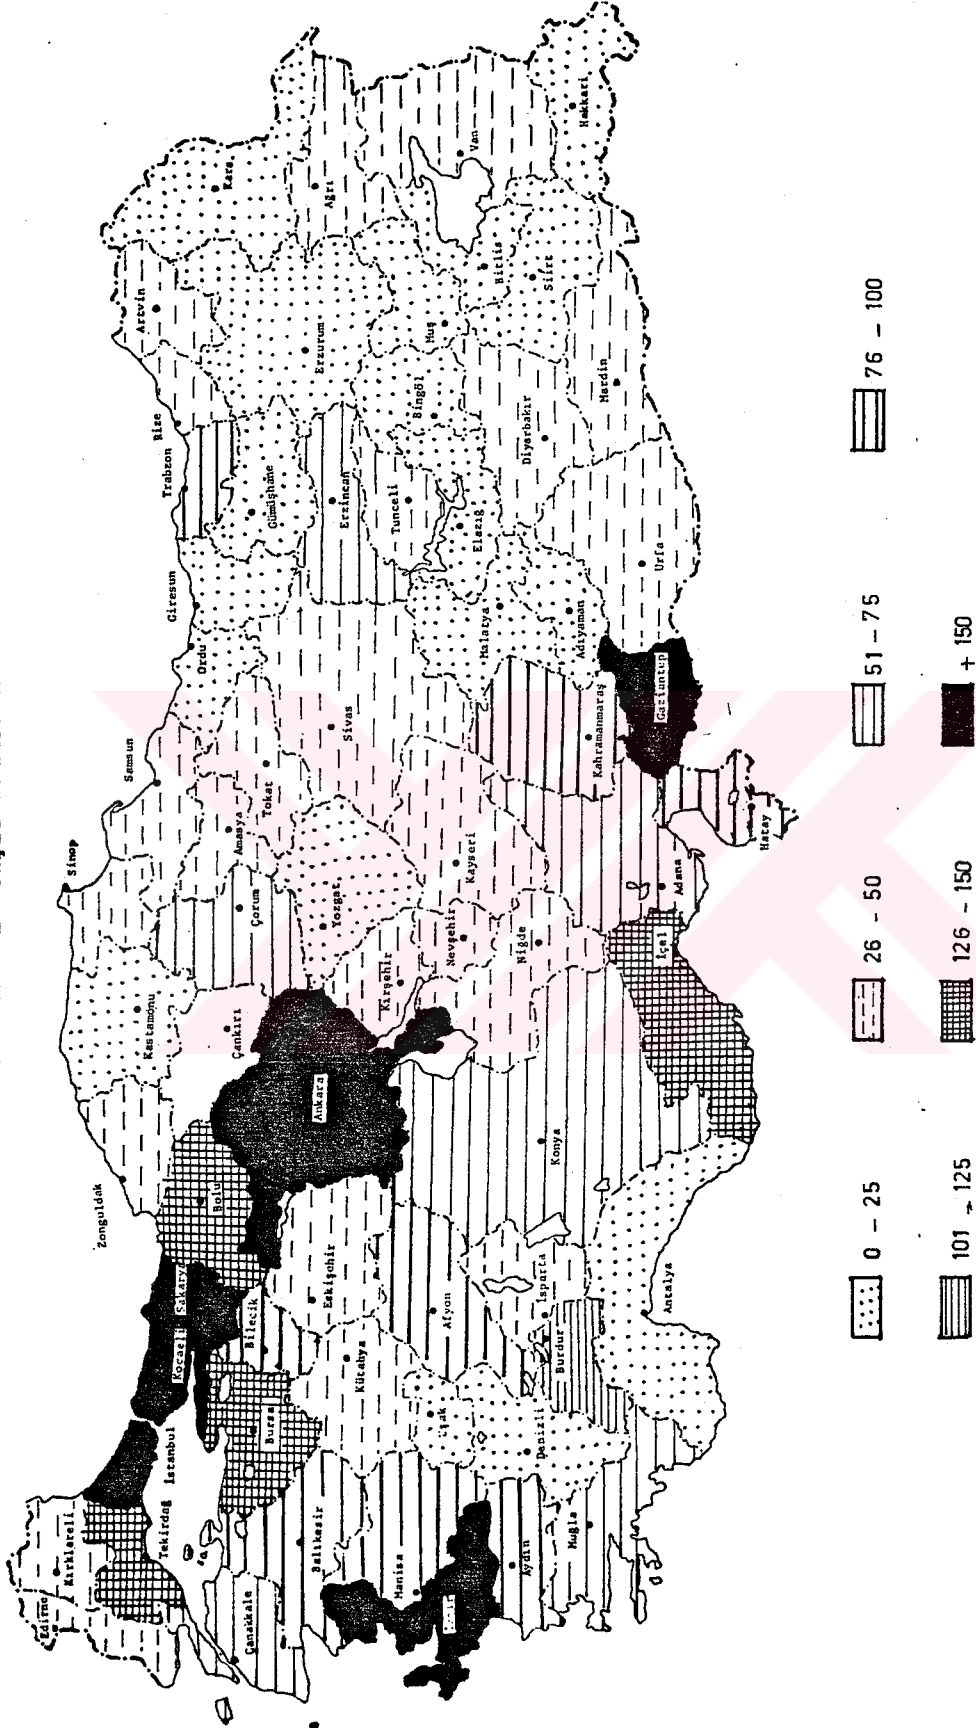 Edirne
Kırklareli
Tekirdağ
İstanbul
Kocaeli
Sakarya
Zonguldak
Bolu
Kastamonu
Sinop
Samsun
Ordu
Giresun
Trabzon
Rize
Artvin
Kars
Çanakkale
Balıkesir
Bursa
Bilecik
Eskişehir
Ankara
Çankırı
Çorum
Amasya
Tokat
Sivas
Gümüşhane
Erzincan
Erzurum
Ağrı
Manisa
Kütahya
Uşak
Afyon
Kırşehir
Yozgat
Nevşehir
Kayseri
Malatya
Tunceli
Elazığ
Bingöl
Muş
Bitlis
Van
Aydın
Denizli
Burdur
Isparta
Konya
Niğde
Kahramanmaraş
Adıyaman
Diyarbakır
Siirt
Hakkari
Muğla
Antalya
İçel
Adana
Hatay
Gaziantep
Urfa
Mardin
0 - 25
26 - 50
51 - 75
76 - 100
101 - 125
126 - 150
+ 150